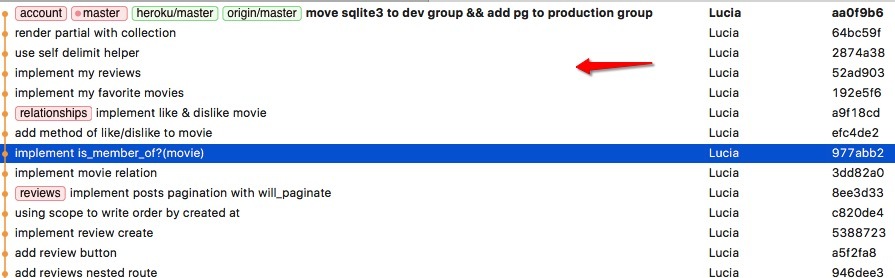 account master heroku/master origin/master move sqlite3 to dev group && add pg to production group Lucia aa0f9b6
render partial with collection Lucia 64bc59f
use self delimit helper Lucia 2874a38
implement my reviews Lucia 52ad903
implement my favorite movies Lucia 192e5f6
relationships implement like & dislike movie Lucia a9f18cd
add method of like/dislike to movie Lucia efc4de2
implement is_member_of?(movie) Lucia 977abb2
implement movie relation Lucia 3dd82a0
reviews implement posts pagination with will_paginate Lucia 8ee3d33
using scope to write order by created at Lucia c820de4
implement review create Lucia 5388723
add review button Lucia a5f2fa8
add reviews nested route Lucia 946dee3